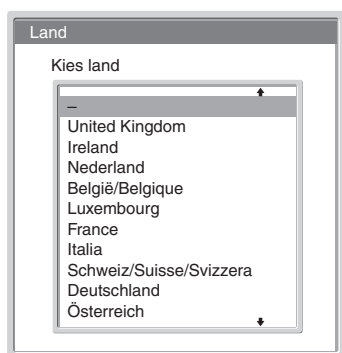 Land
Kies land
–
United Kingdom
Ireland
Nederland
België/Belgique
Luxembourg
France
Italia
Schweiz/Suisse/Svizzera
Deutschland
Österreich